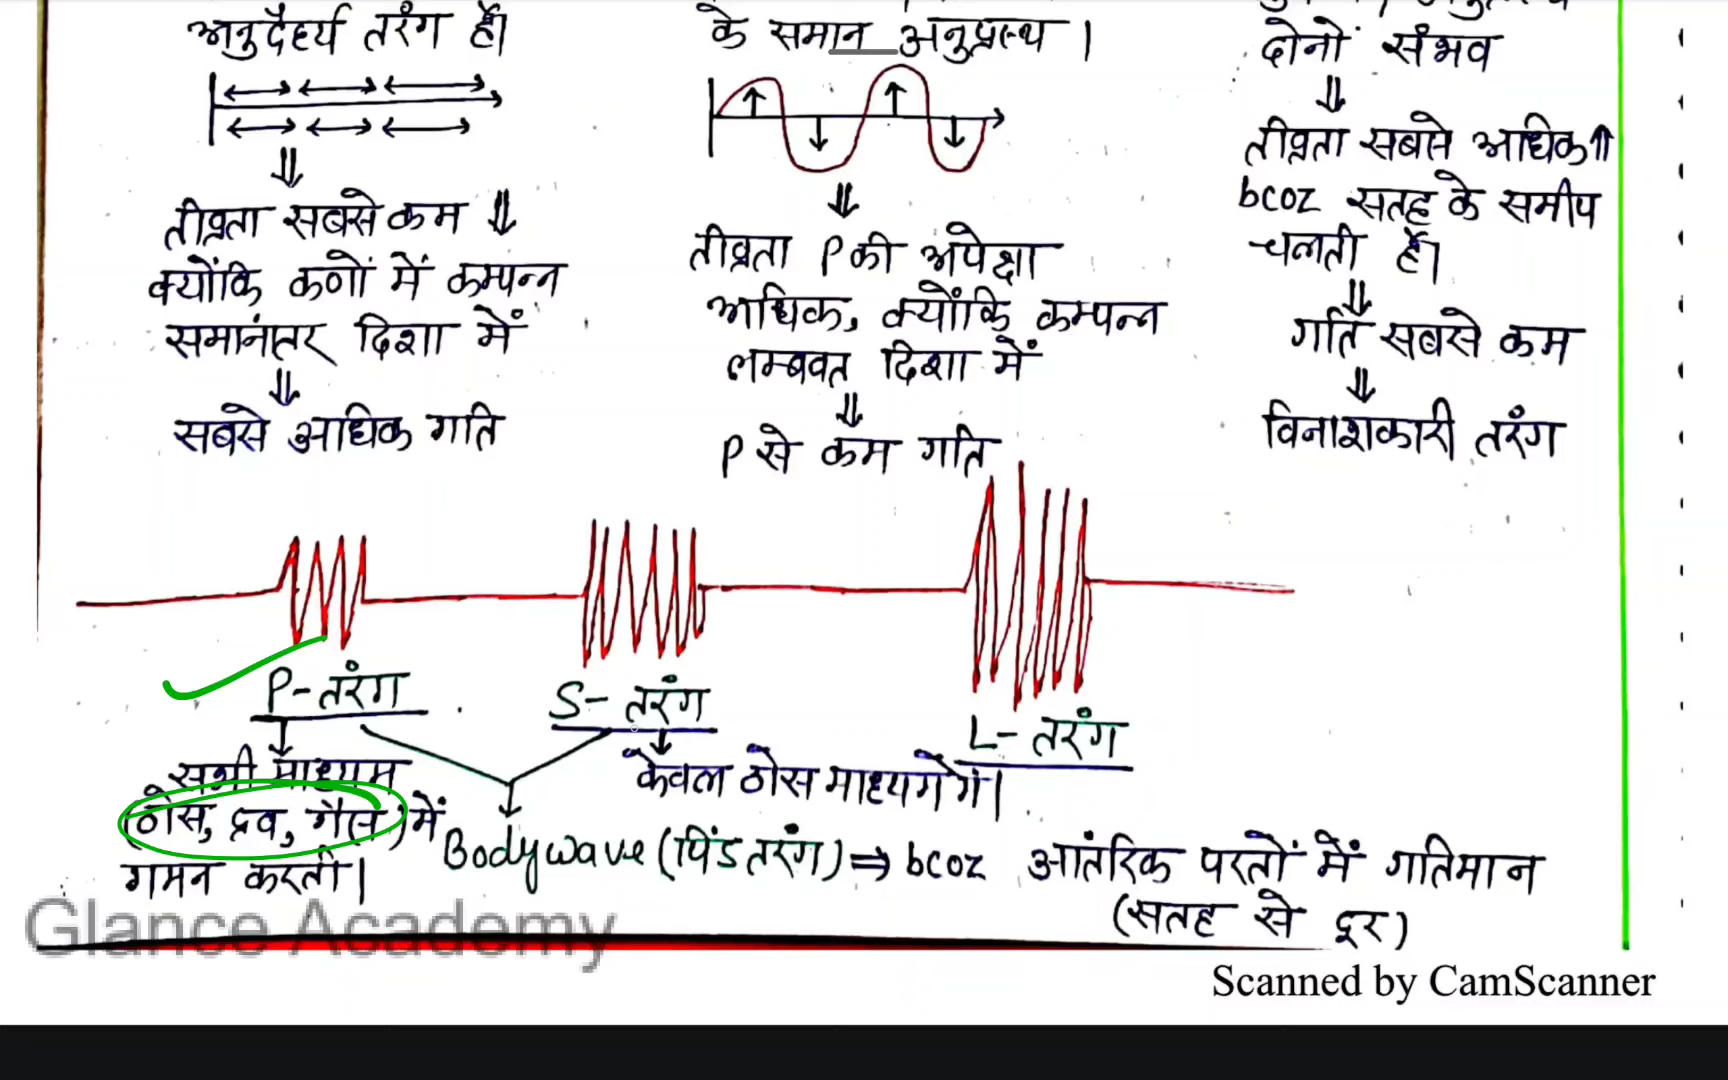 अनुदैर्ध्य तरंग है।
तीव्रता सबसे कम ⇓
क्योंकि कणों में कम्पन्न
समानांतर दिशा में
⇓
सबसे अधिक गति
के समान अनुप्रस्थ ।
⇓
तीव्रता P की अपेक्षा
अधिक, क्योंकि कम्पन्न
लम्बवत दिशा में
⇓
P से कम गति
दोनों संभव
⇓
तीव्रता सबसे अधिक⇑
bcoz सतह के समीप
चलती है।
⇓
गति सबसे कम
⇓
विनाशकारी तरंग
P-तरंग
S- तरंग
L- तरंग
सभी माध्यम
(ठोस, द्रव, गैस) में
गमन करती।
केवल ठोस माध्यम में।
Body wave (पिंड तरंग) ⇒ bcoz आंतरिक परतों में गतिमान
(सतह से दूर)
Glance Academy
Scanned by CamScanner